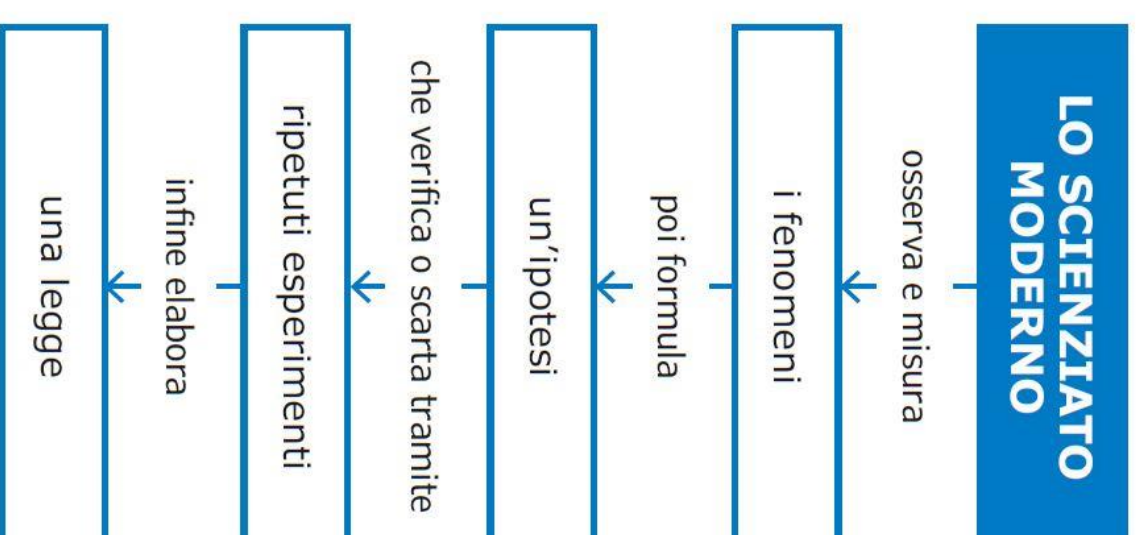 LO SCIENZIATO
MODERNO
osserva e misura
i fenomeni
poi formula
un'ipotesi
che verifica o scarta tramite
ripetuti esperimenti
infine elabora
una legge